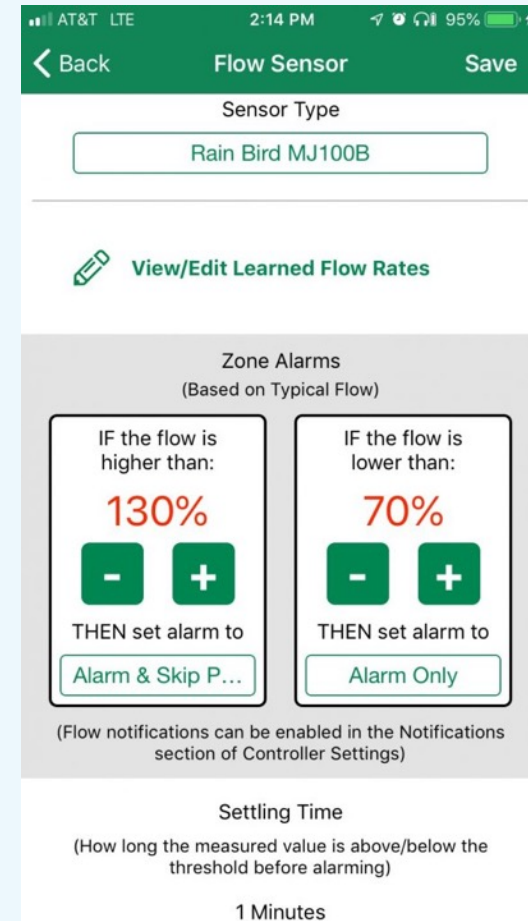 AT&T LTE 2:14 PM 95%
Back Flow Sensor Save
Sensor Type
Rain Bird MJ100B
View/Edit Learned Flow Rates
Zone Alarms
(Based on Typical Flow)
IF the flow is
higher than:
130%
- +
THEN set alarm to
Alarm & Skip P...
IF the flow is
lower than:
70%
- +
THEN set alarm to
Alarm Only
(Flow notifications can be enabled in the Notifications
section of Controller Settings)
Settling Time
(How long the measured value is above/below the
threshold before alarming)
1 Minutes